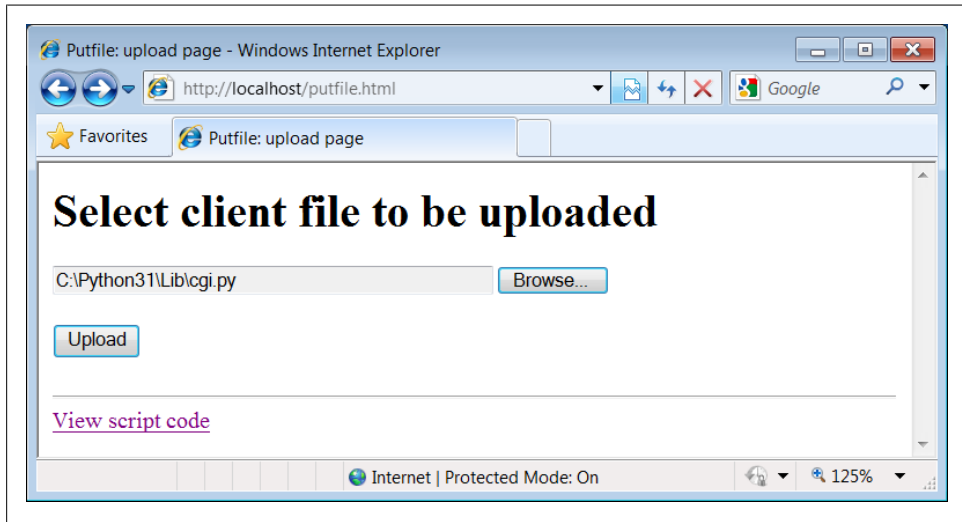 Putfile: upload page - Windows Internet Explorer
http://localhost/putfile.html
Google
Favorites
Putfile: upload page
Select client file to be uploaded
C:\Python31\Lib\cgi.py
Browse...
Upload
View script code
Internet | Protected Mode: On
125%